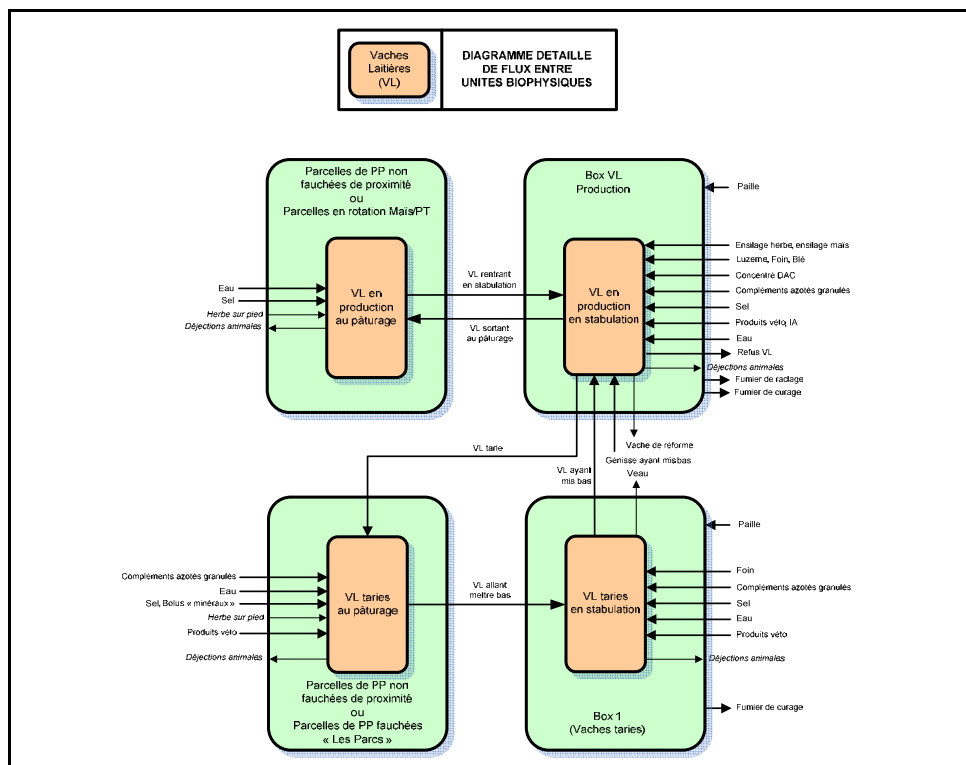 Vaches
Laitières
(VL)
DIAGRAMME DETAILLE
DE FLUX ENTRE
UNITES BIOPHYSIQUES
Parcelles de PP non
fauchées de proximité
ou
Parcelles en rotation Maïs/PT
VL en
production
au pâturage
Eau
Sel
Herbe sur pied
Déjections animales
VL rentrant
en stabulation
VL sortant
au pâturage
Box VL
Production
VL en
production
en stabulation
Paille
Ensilage herbe, ensilage maïs
Luzerne, Foin, Blé
Concentré DAC
Compléments azotés granulés
Sel
Produits véto, IA
Eau
Refus VL
Déjections animales
Fumier de raclage
Fumier de curage
VL tarie
VL ayant
mis bas
Vache de réforme
Génisse ayant mis bas
Veau
Compléments azotés granulés
Eau
Sel, Bolus « minéraux »
Herbe sur pied
Produits véto
Déjections animales
VL taries
au pâturage
Parcelles de PP non
fauchées de proximité
ou
Parcelles de PP fauchées
« Les Parcs »
VL allant
mettre bas
VL taries
en stabulation
Box 1
(Vaches taries)
Paille
Foin
Compléments azotés granulés
Sel
Eau
Produits véto
Déjections animales
Fumier de curage